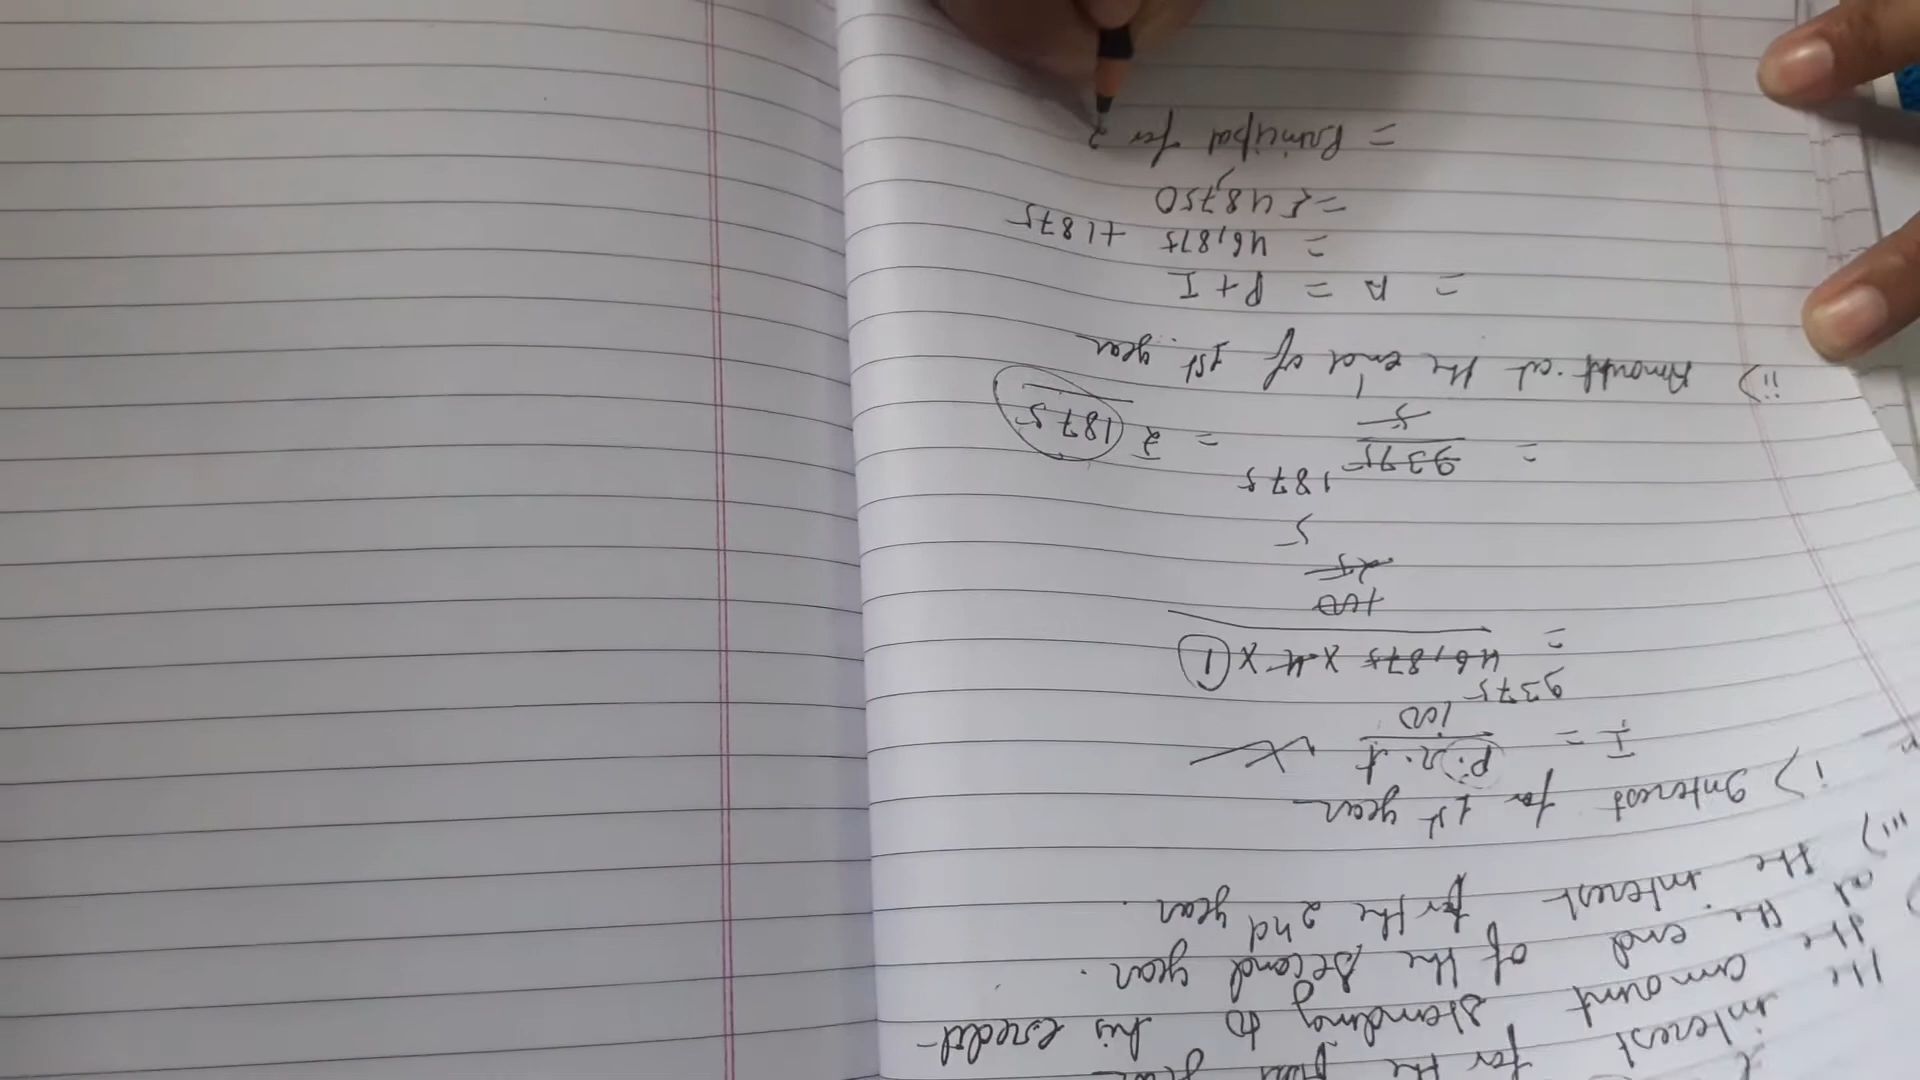 interest for the
the amount standing to his credit
at the end of the second year.
iii) the interest for the 2nd year.
i) Interest for 1st year
I = P.r.t
100
9375
= 46,875 x 4 x 1
100
25
5
1875
= 9375 = ₹ 1875
5
1
ii) Amount at the end of 1st year
= A = P + I
= 46,875 +1875
= ₹ 48,750
= Principal for 2